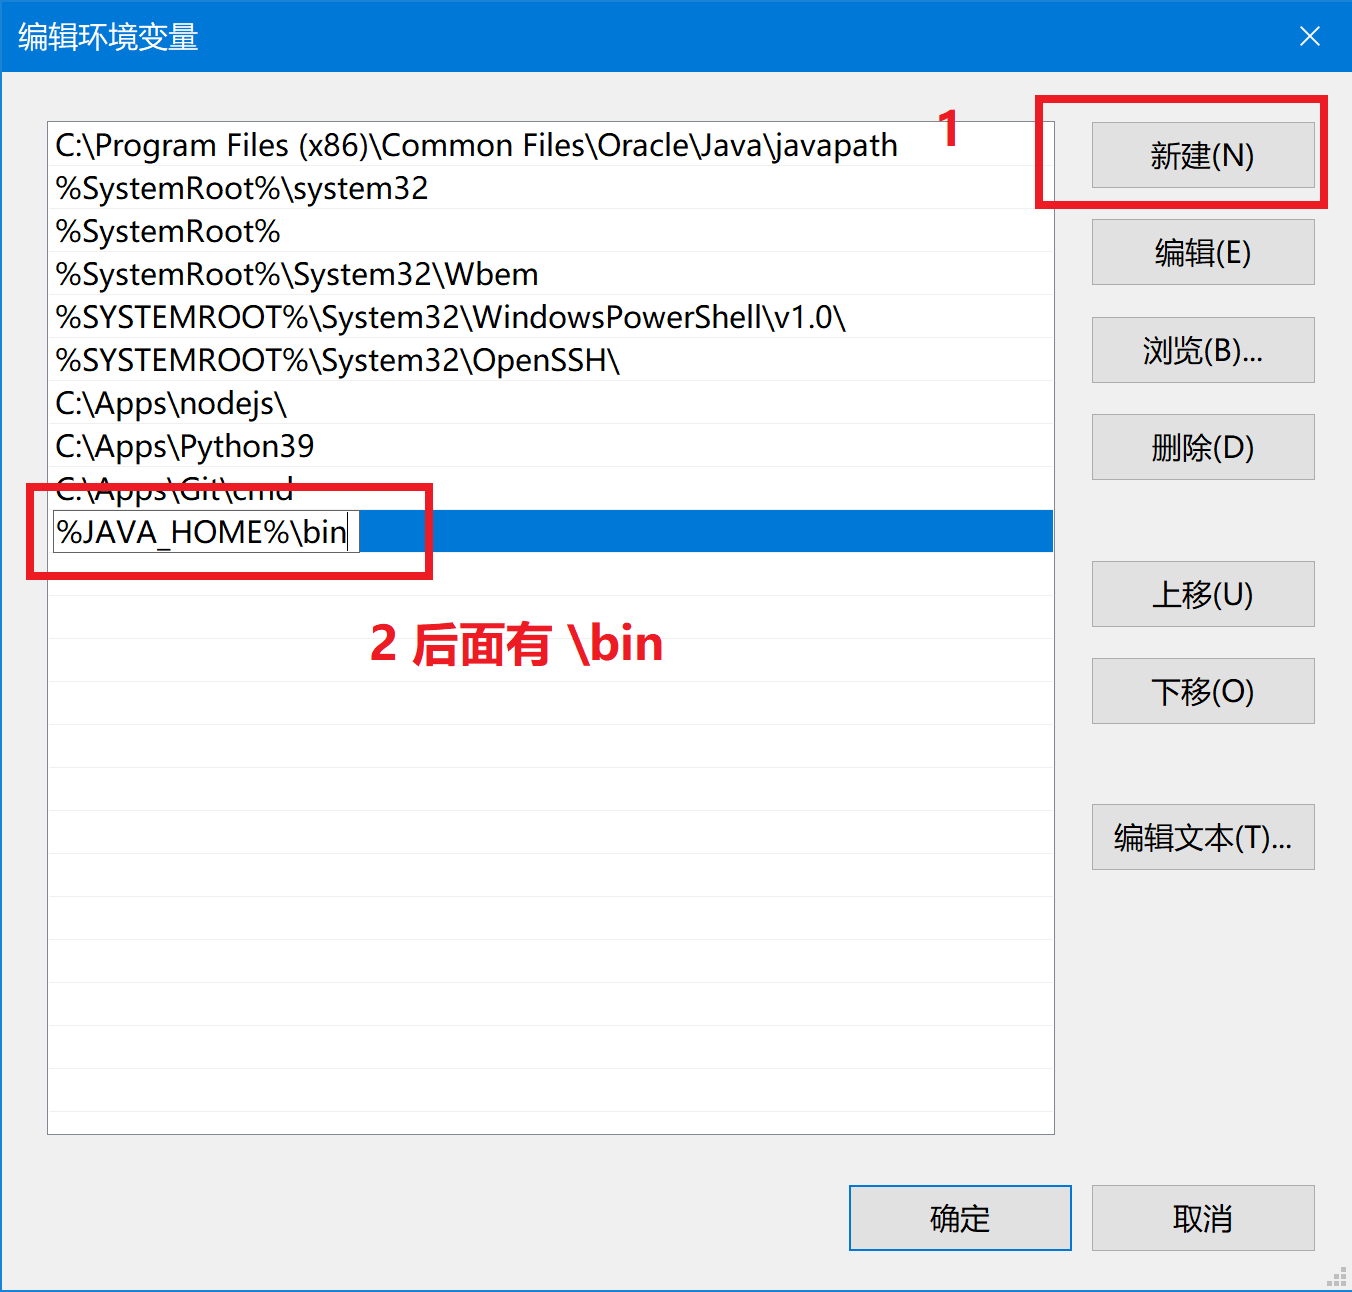 编辑环境变量
1
C:\Program Files (x86)\Common Files\Oracle\Java\javapath
%SystemRoot%\system32
%SystemRoot%
%SystemRoot%\System32\Wbem
%SYSTEMROOT%\System32\WindowsPowerShell\v1.0\
%SYSTEMROOT%\System32\OpenSSH\
C:\Apps\nodejs\
C:\Apps\Python39
C:\Apps\Git\cmd
%JAVA_HOME%\bin
2 后面有 \bin
新建(N)
编辑(E)
浏览(B)...
删除(D)
上移(U)
下移(O)
编辑文本(T)...
确定
取消